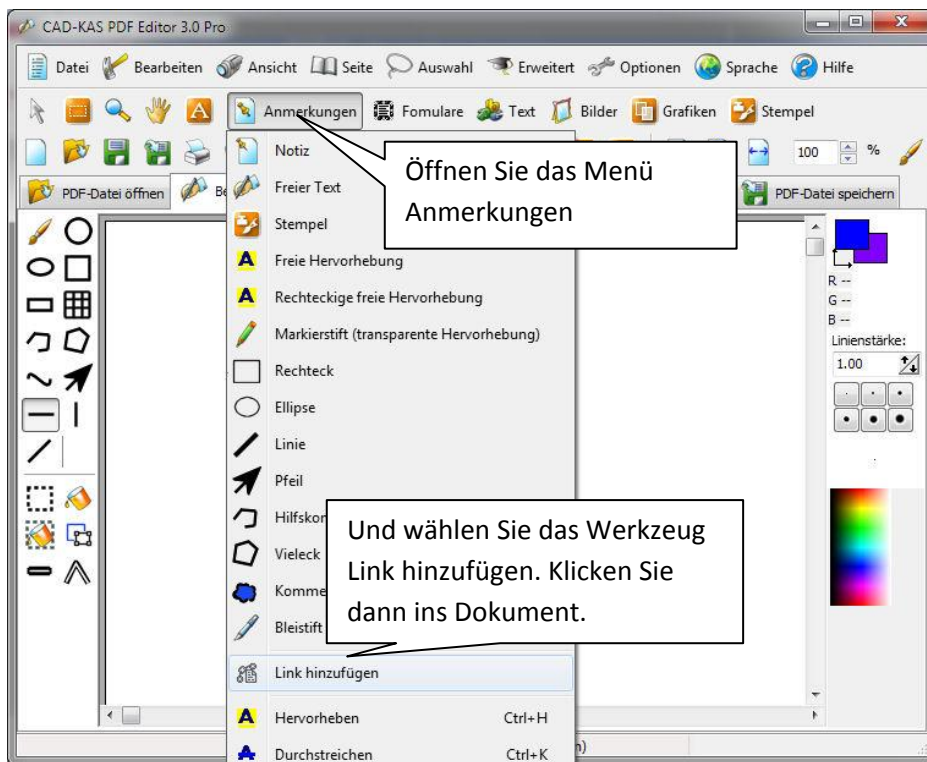 CAD-KAS PDF Editor 3.0 Pro
Datei Bearbeiten Ansicht Seite Auswahl Erweitert Optionen Sprache Hilfe
Anmerkungen Fomulare Text Bilder Grafiken Stempel
100 %
PDF-Datei öffnen Be PDF-Datei speichern
Notiz
Freier Text
Stempel
Freie Hervorhebung
Rechteckige freie Hervorhebung
Markierstift (transparente Hervorhebung)
Rechteck
Ellipse
Linie
Pfeil
Hilfskon
Vieleck
Komme
Bleistift
Link hinzufügen
Hervorheben Ctrl+H
Durchstreichen Ctrl+K
Öffnen Sie das Menü
Anmerkungen
Und wählen Sie das Werkzeug
Link hinzufügen. Klicken Sie
dann ins Dokument.
R --
G --
B --
Linienstärke:
1.00